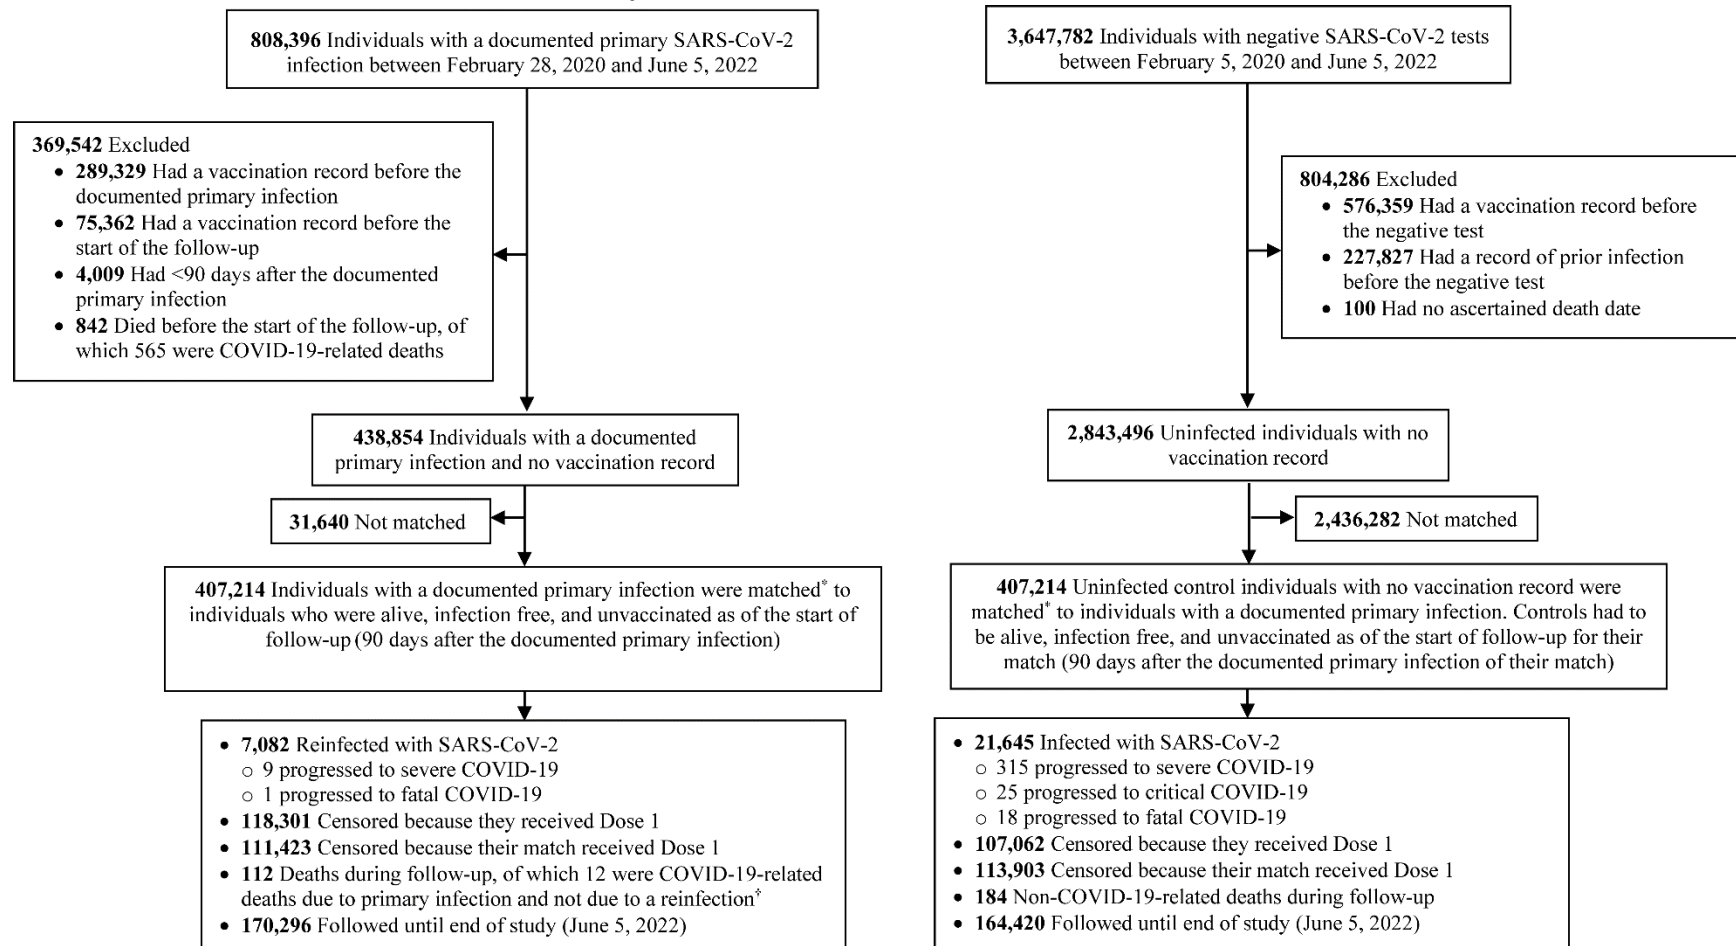 808,396 Individuals with a documented primary SARS-CoV-2
infection between February 28, 2020 and June 5, 2022
369,542 Excluded
• 289,329 Had a vaccination record before the
documented primary infection
• 75,362 Had a vaccination record before the
start of the follow-up
• 4,009 Had <90 days after the documented
primary infection
• 842 Died before the start of the follow-up, of
which 565 were COVID-19-related deaths
438,854 Individuals with a documented
primary infection and no vaccination record
31,640 Not matched
407,214 Individuals with a documented primary infection were matched* to
individuals who were alive, infection free, and unvaccinated as of the start of
follow-up (90 days after the documented primary infection)
• 7,082 Reinfected with SARS-CoV-2
○ 9 progressed to severe COVID-19
○ 1 progressed to fatal COVID-19
• 118,301 Censored because they received Dose 1
• 111,423 Censored because their match received Dose 1
• 112 Deaths during follow-up, of which 12 were COVID-19-related
deaths due to primary infection and not due to a reinfection†
• 170,296 Followed until end of study (June 5, 2022)
3,647,782 Individuals with negative SARS-CoV-2 tests
between February 5, 2020 and June 5, 2022
804,286 Excluded
• 576,359 Had a vaccination record before
the negative test
• 227,827 Had a record of prior infection
before the negative test
• 100 Had no ascertained death date
2,843,496 Uninfected individuals with no
vaccination record
2,436,282 Not matched
407,214 Uninfected control individuals with no vaccination record were
matched* to individuals with a documented primary infection. Controls had to
be alive, infection free, and unvaccinated as of the start of follow-up for their
match (90 days after the documented primary infection of their match)
• 21,645 Infected with SARS-CoV-2
○ 315 progressed to severe COVID-19
○ 25 progressed to critical COVID-19
○ 18 progressed to fatal COVID-19
• 107,062 Censored because they received Dose 1
• 113,903 Censored because their match received Dose 1
• 184 Non-COVID-19-related deaths during follow-up
• 164,420 Followed until end of study (June 5, 2022)